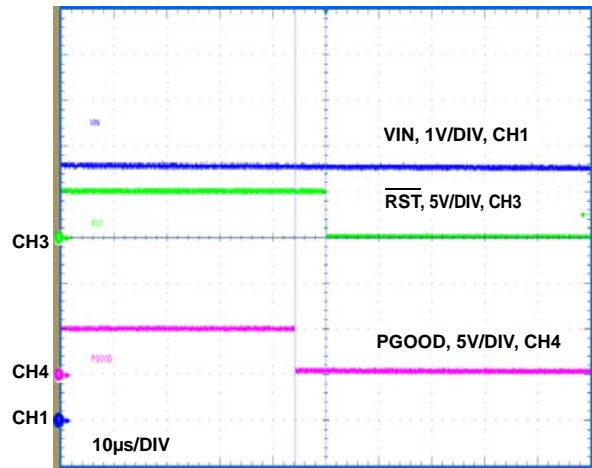 VIN
VIN, 1V/DIV, CH1
RST, 5V/DIV, CH3
RST
CH3
PGOOD, 5V/DIV, CH4
PGOOD
CH4
CH1
10µs/DIV